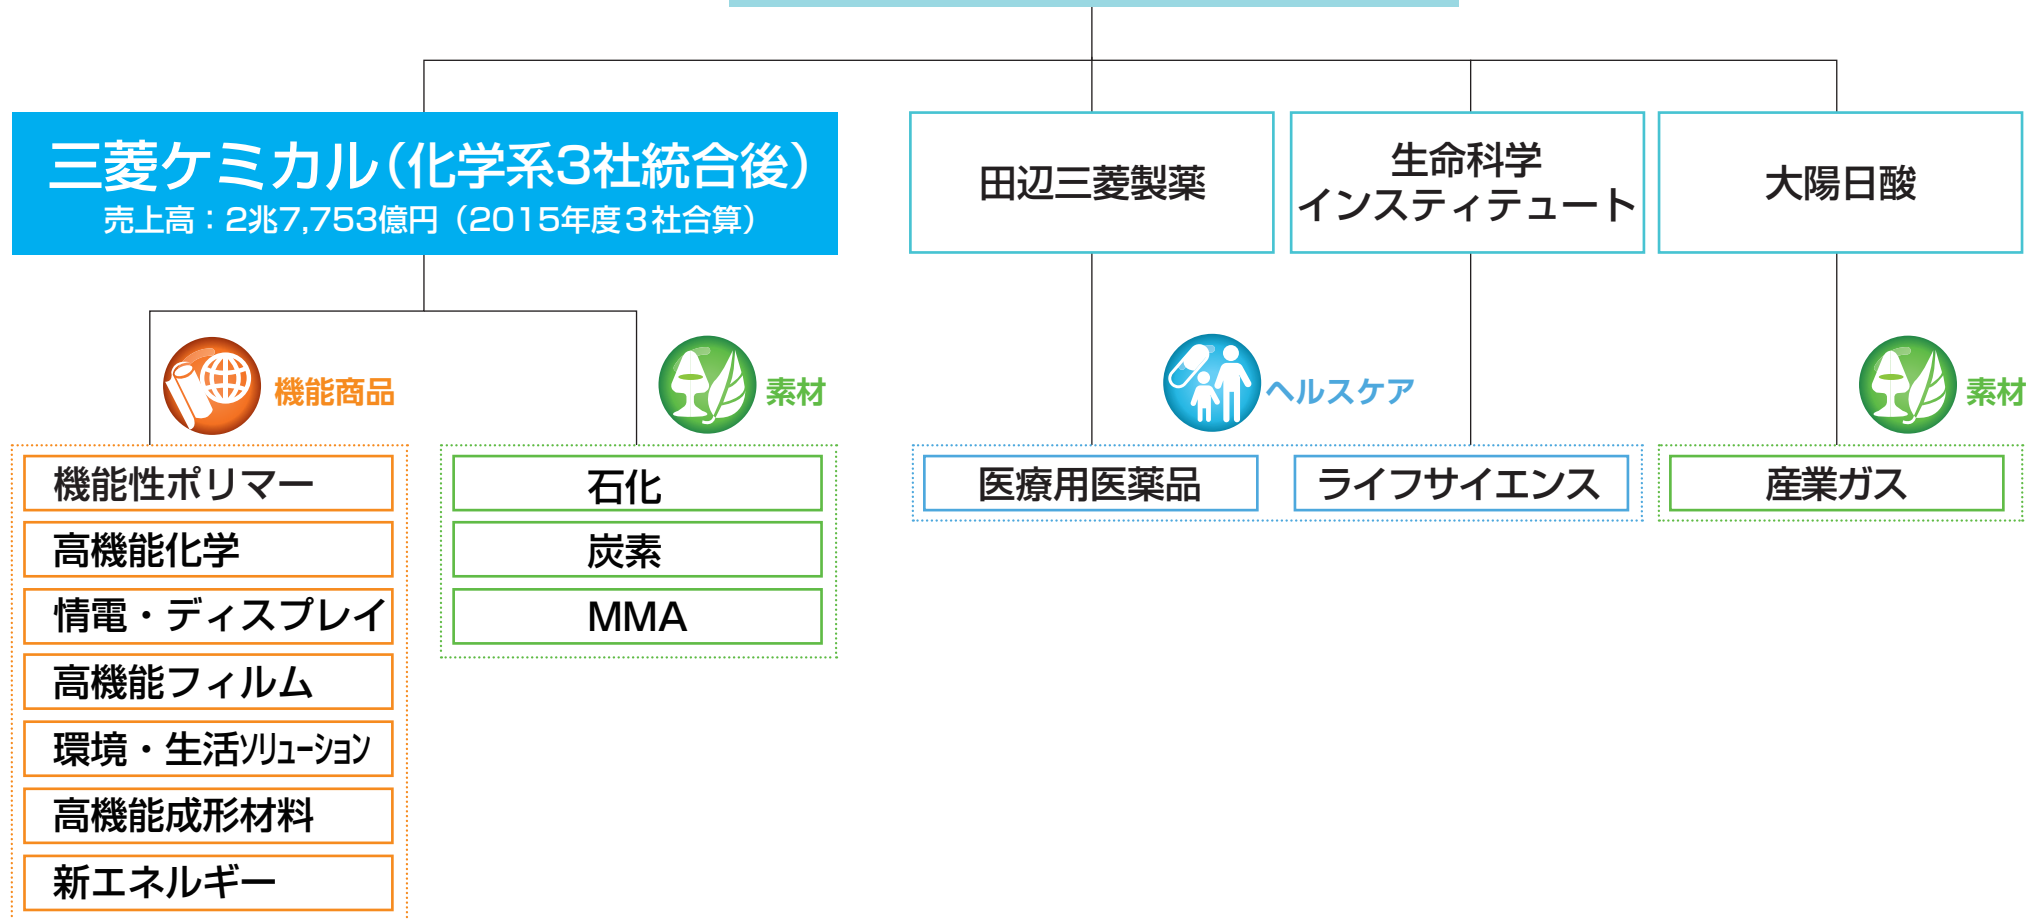 三菱ケミカル(化学系3社統合後)
売上高：2兆7,753億円（2015年度３社合算）
田辺三菱製薬
生命科学
インスティテュート
大陽日酸
機能商品
素材
ヘルスケア
素材
機能性ポリマー
高機能化学
情電・ディスプレイ
高機能フィルム
環境・生活ｿﾘｭｰｼｮﾝ
高機能成形材料
新エネルギー
石化
炭素
MMA
医療用医薬品
ライフサイエンス
産業ガス